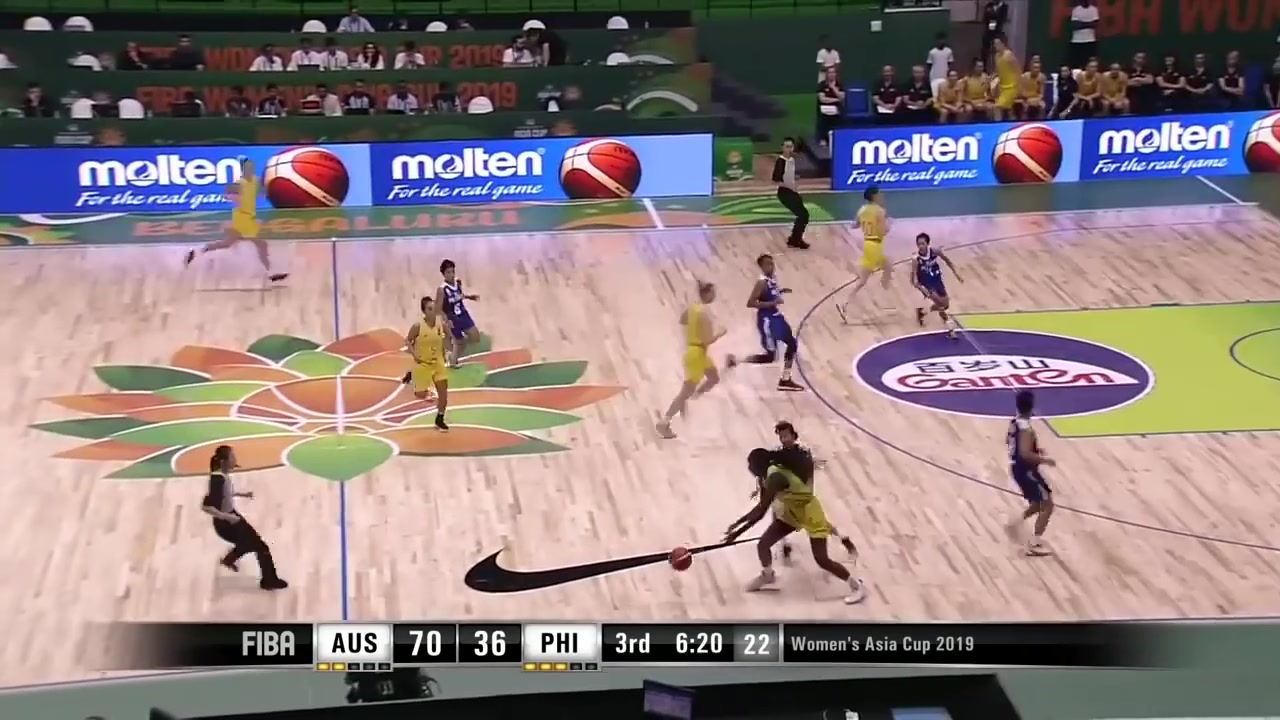 FIBA WOMEN'S ASIA CUP 2019
FIBA WOM
FIBA WOMEN'S ASIA CUP 2019
molten
For the real game
molten
For the real game
molten
For the real game
molten
For the real game
BENGALURU
百岁山
Ganten
FIBA AUS 70 36 PHI 3rd 6:20 22 Women's Asia Cup 2019